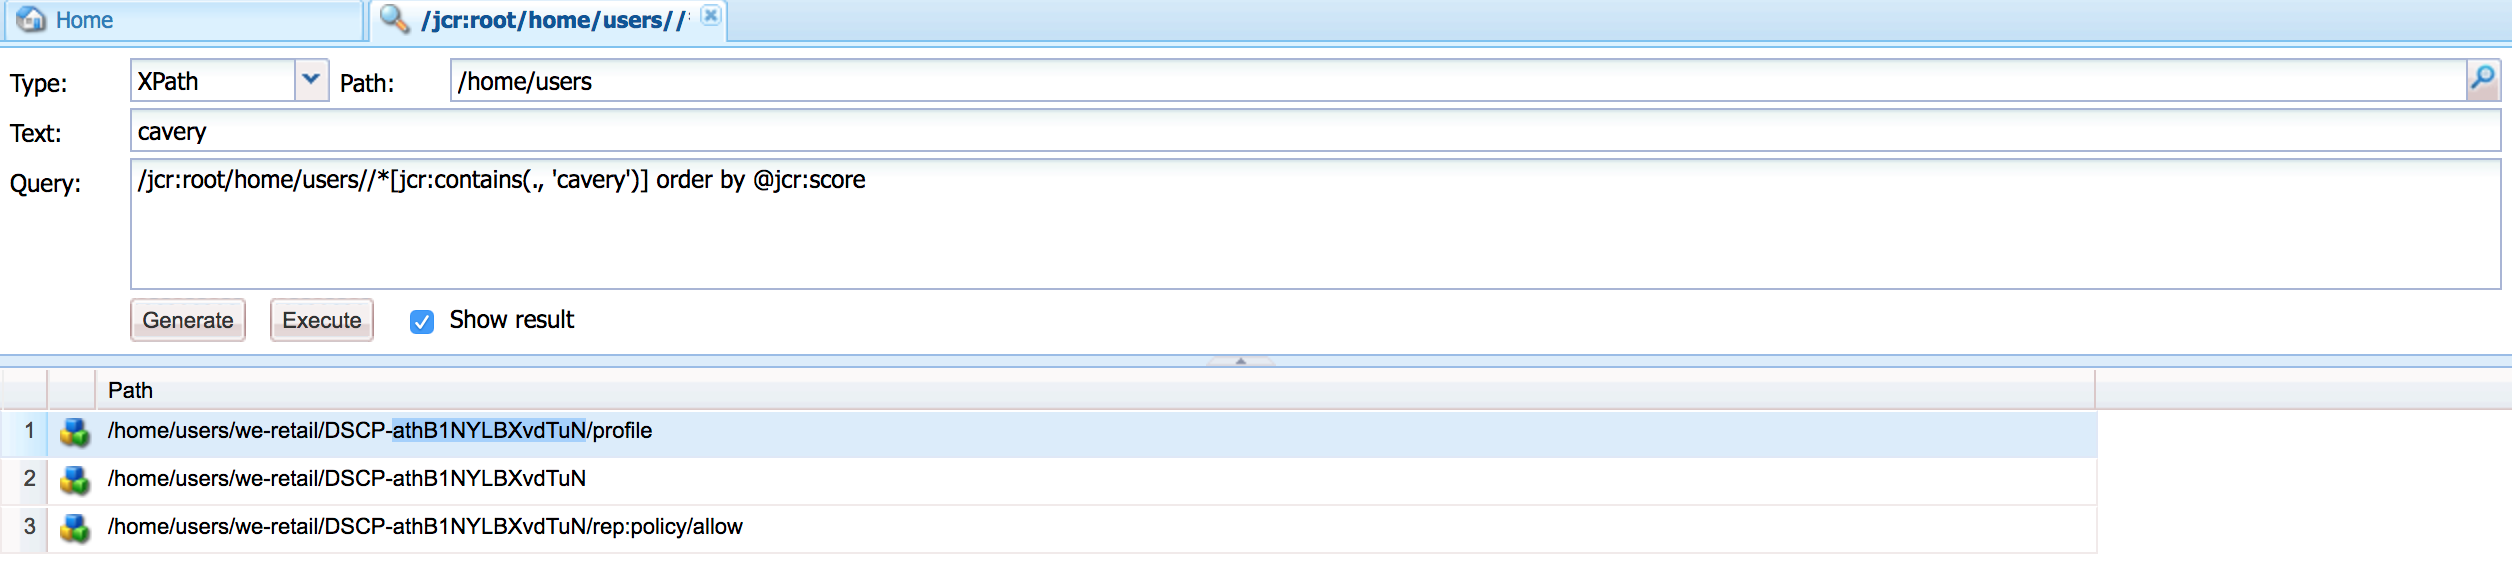 Home
/jcr:root/home/users//
Type: XPath Path: /home/users
Text: cavery
Query: /jcr:root/home/users//*[jcr:contains(., 'cavery')] order by @jcr:score
Generate Execute Show result
Path
1 /home/users/we-retail/DSCP-athB1NYLBXvdTuN/profile
2 /home/users/we-retail/DSCP-athB1NYLBXvdTuN
3 /home/users/we-retail/DSCP-athB1NYLBXvdTuN/rep:policy/allow